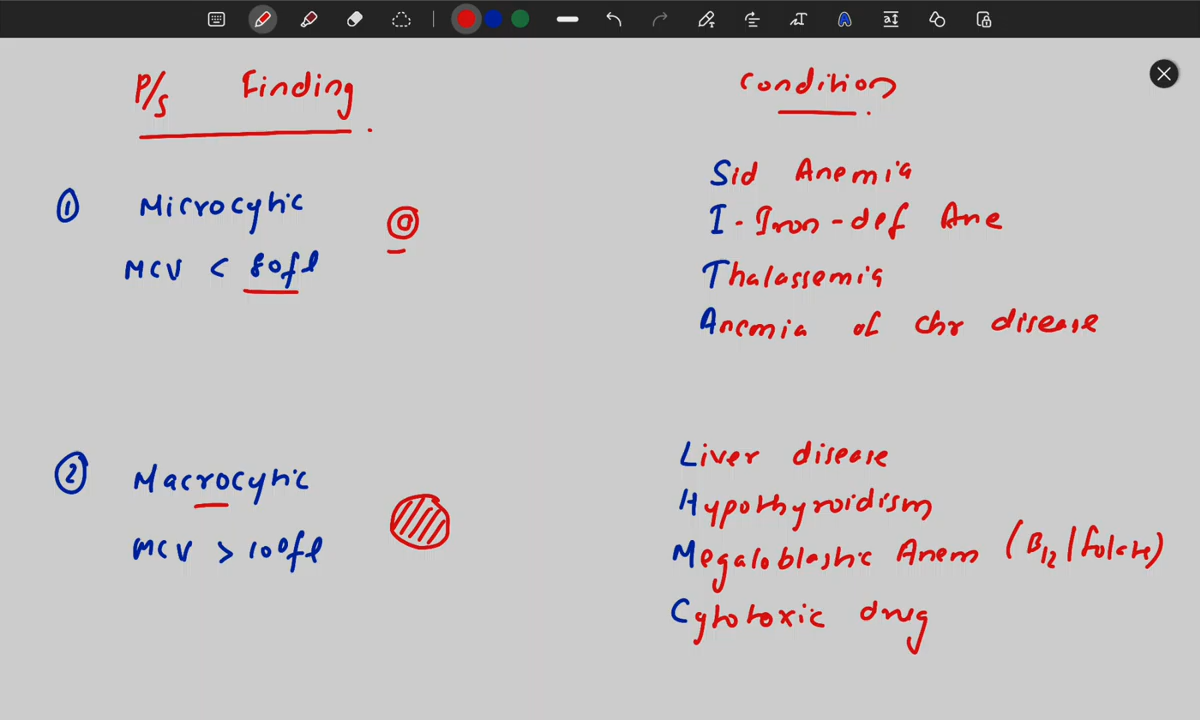 P/s Finding
Condition
① Microcytic
MCV < 80fl
Sid Anemia
I - Iron - def Ane
Thalassemia
Anemia of chr disease
② Macrocytic
MCV > 100fl
Liver disease
Hypothyroidism
Megaloblastic Anem (B12 / folate)
Cytotoxic drug